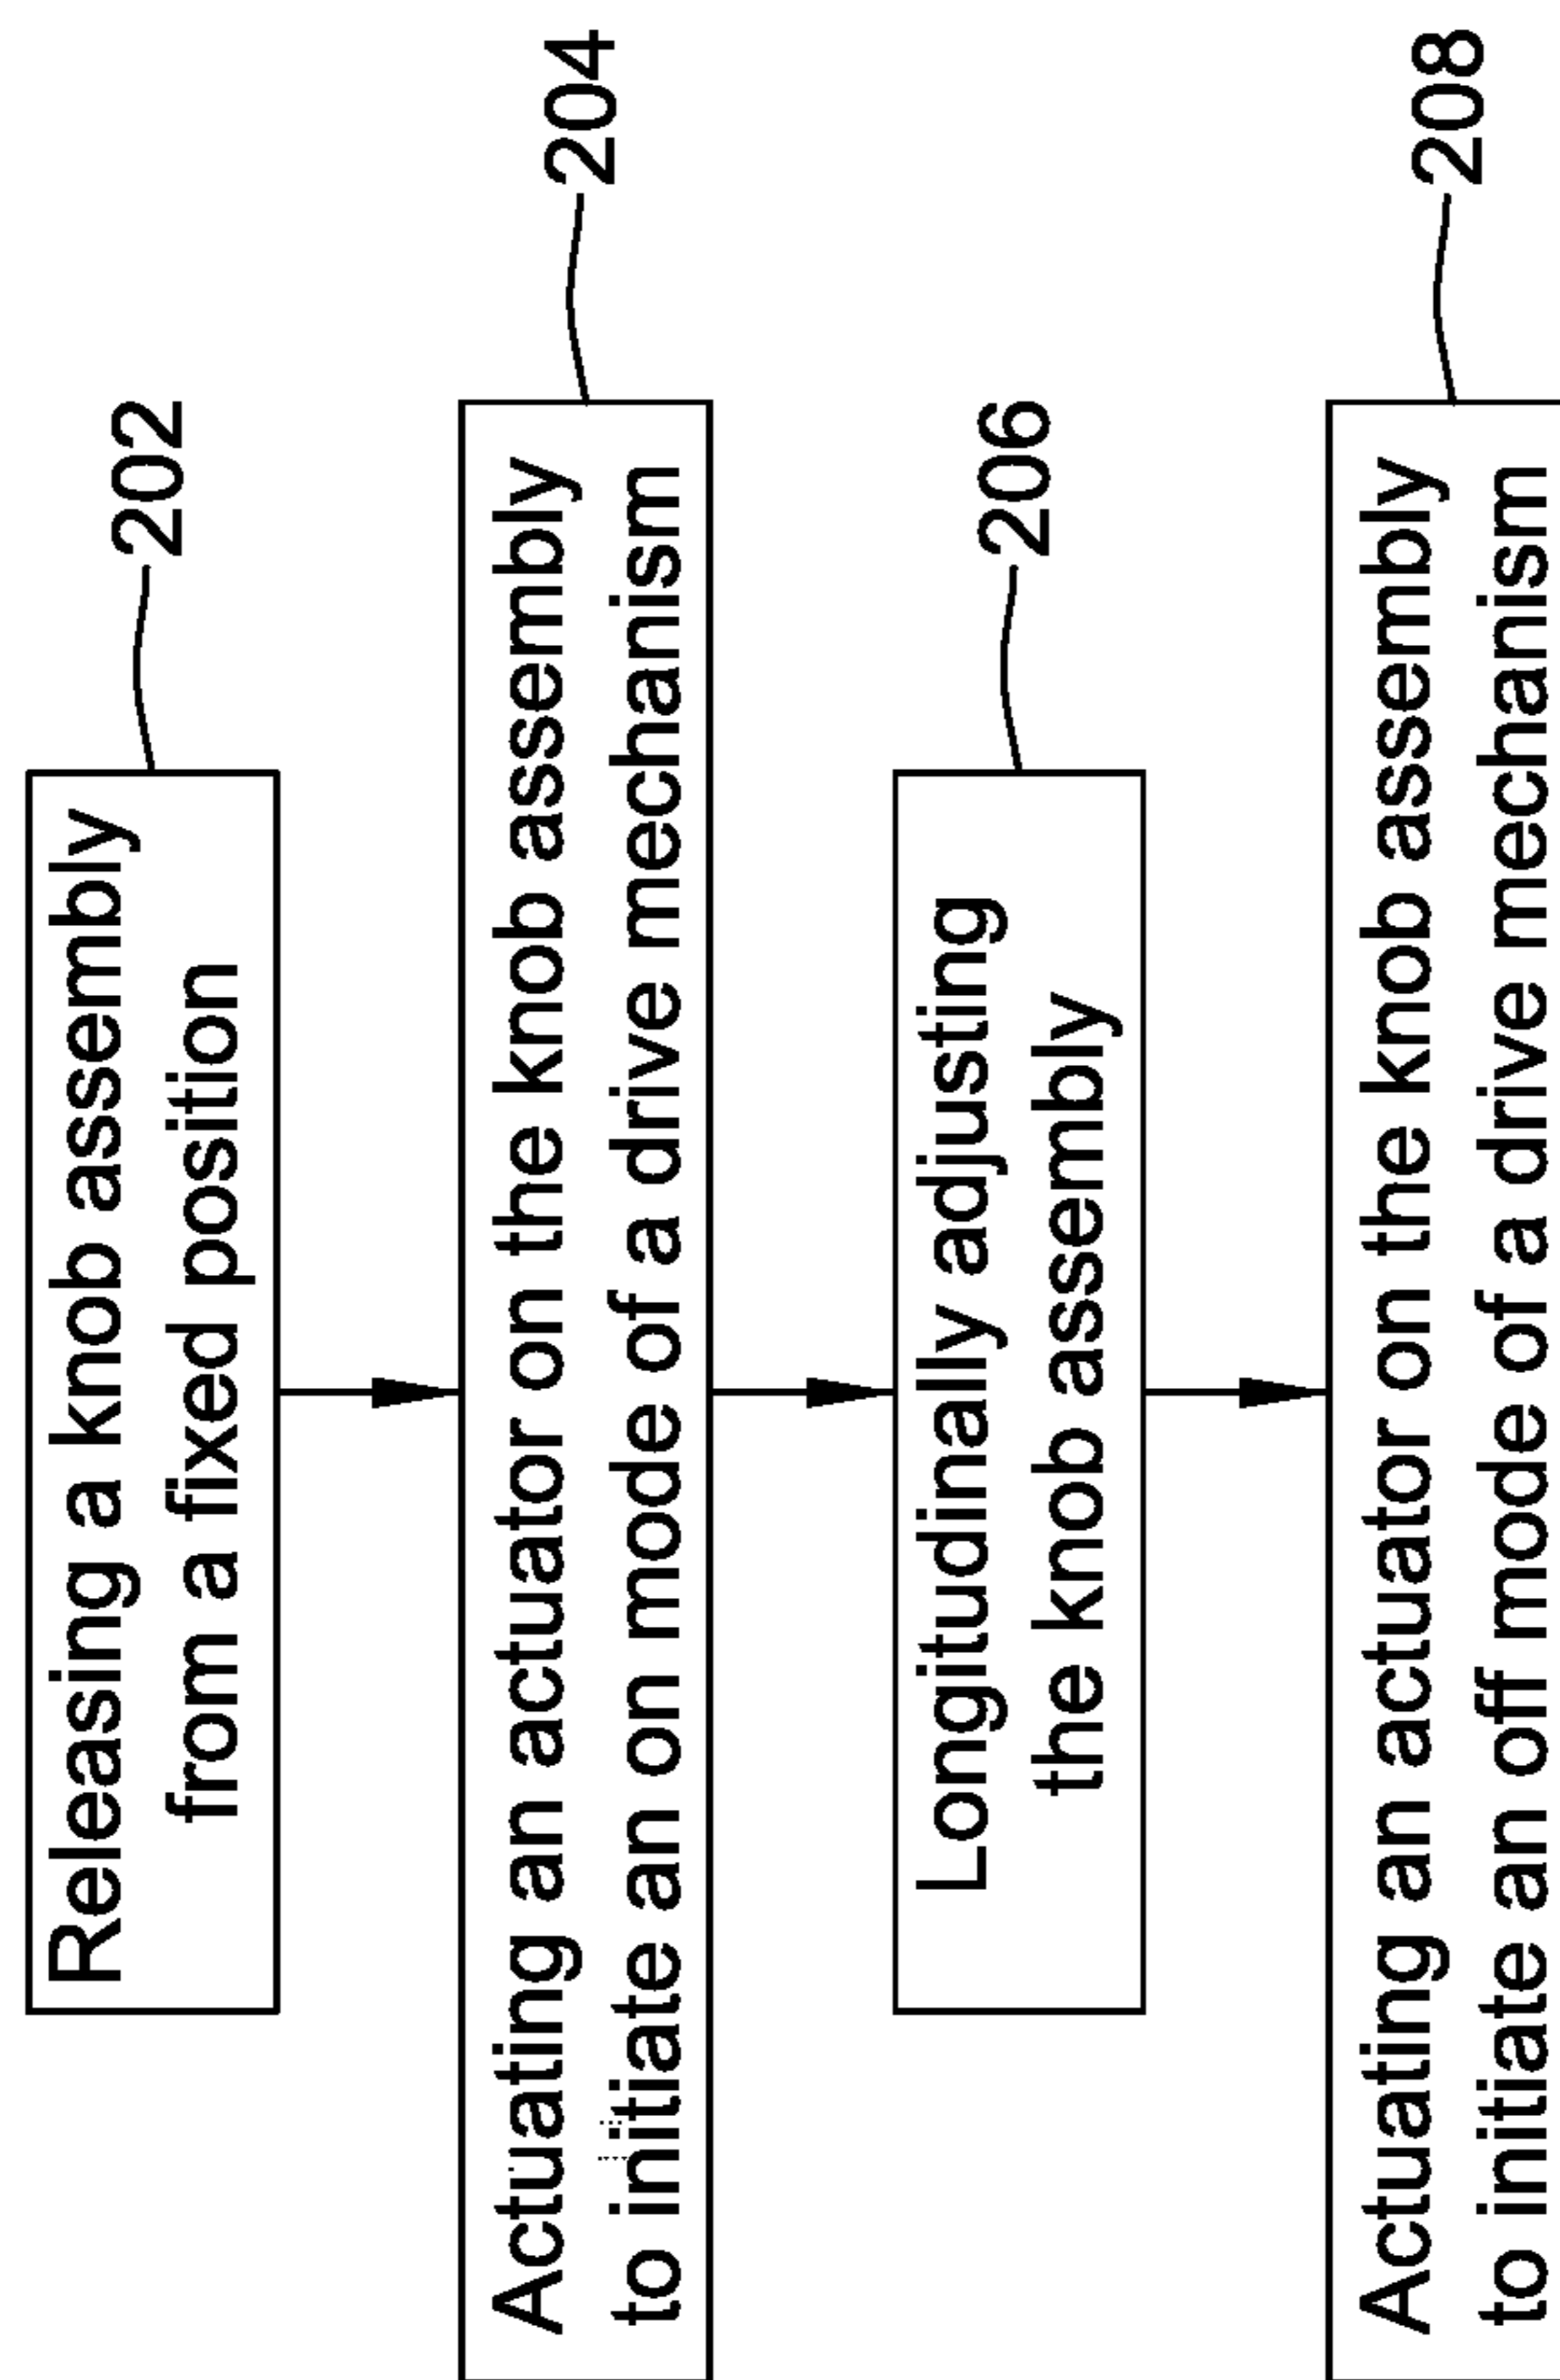 Releasing a knob assembly
from a fixed position
202
Actuating an actuator on the knob assembly
to initiate an on mode of a drive mechanism
204
Longitudinally adjusting
the knob assembly
206
Actuating an actuator on the knob assembly
to initiate an off mode of a drive mechanism
208